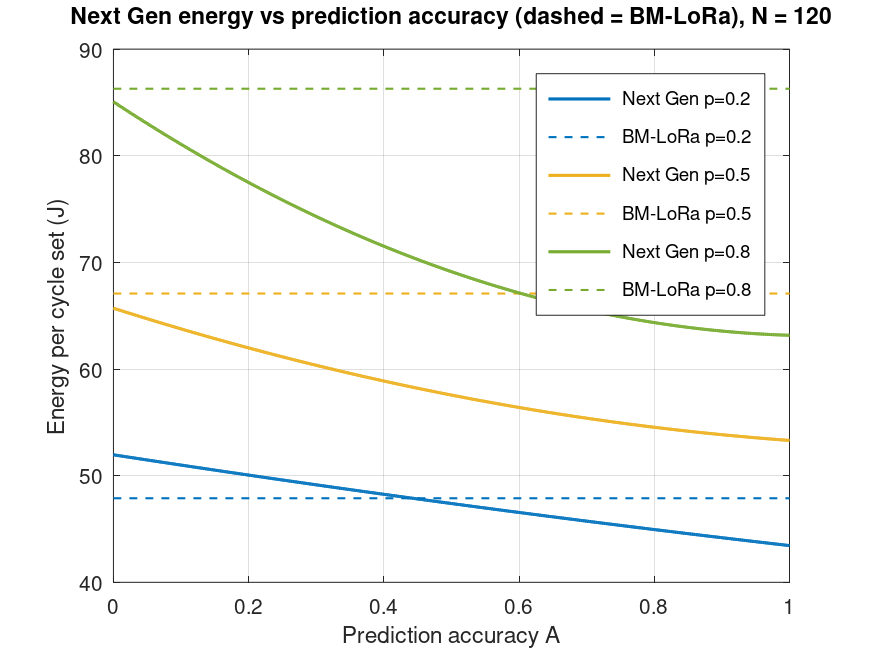 Next Gen energy vs prediction accuracy (dashed = BM-LoRa), N = 120
90
80
70
60
50
40
Energy per cycle set (J)
Next Gen p=0.2
BM-LoRa p=0.2
Next Gen p=0.5
BM-LoRa p=0.5
Next Gen p=0.8
BM-LoRa p=0.8
0 0.2 0.4 0.6 0.8 1
Prediction accuracy A